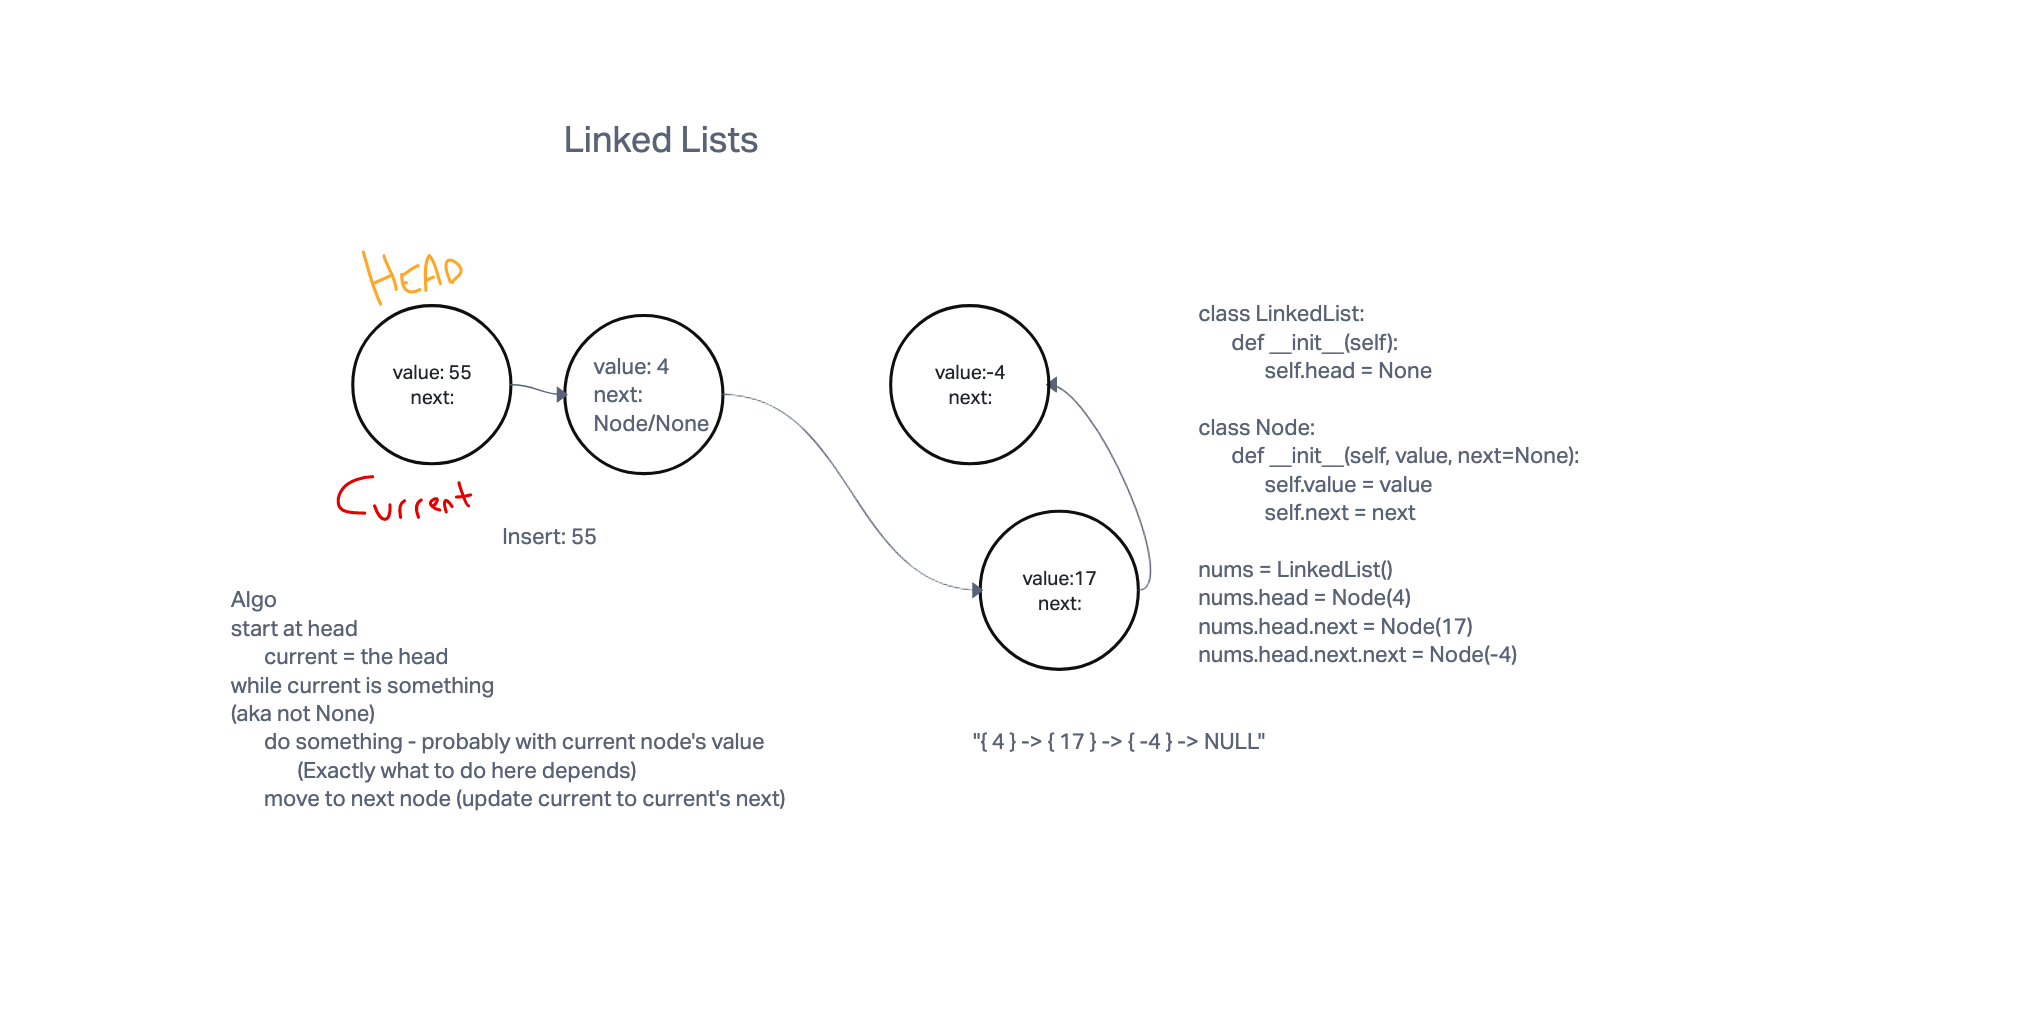 Linked Lists
HEAD
value: 55
next:
value: 4
next:
Node/None
value:-4
next:
value:17
next:
Current
Insert: 55
Algo
start at head
current = the head
while current is something
(aka not None)
do something - probably with current node's value
(Exactly what to do here depends)
move to next node (update current to current's next)
class LinkedList:
def __init__(self):
self.head = None
class Node:
def __init__(self, value, next=None):
self.value = value
self.next = next
nums = LinkedList()
nums.head = Node(4)
nums.head.next = Node(17)
nums.head.next.next = Node(-4)
"{ 4 } -> { 17 } -> { -4 } -> NULL"